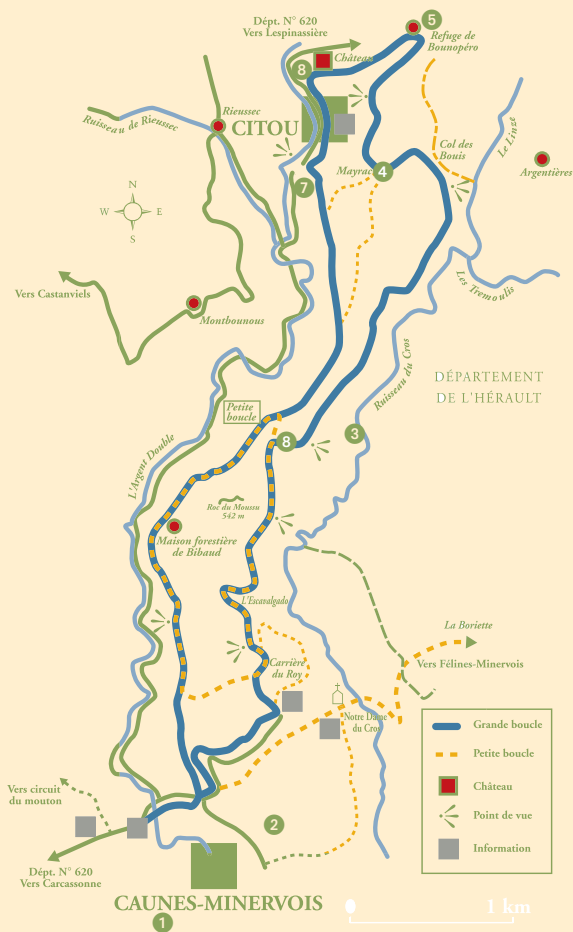 Dépt. N° 620
Vers Lespinassière
5
Refuge de
Bounopéro
8
Château
Rieussec
Ruisseau de Rieussec
CITOU
Col des
Bouis
Le Linze
Mayrac
4
Argentières
7
N
W
E
S
Vers Castanviels
Les Tremoulis
Montbounous
Ruisseau du Cros
DÉPARTEMENT
DE L'HÉRAULT
Petite
boucle
3
8
L'Argent Double
Roc du Moussu
542 m
Maison forestière
de Bibaud
L'Escavalgado
La Boriette
Carrière
du Roy
Vers Félines-Minervois
Notre Dame
du Cros
Grande boucle
Petite boucle
Château
Point de vue
Information
Vers circuit
du mouton
2
Dépt. N° 620
Vers Carcassonne
CAUNES-MINERVOIS
1
0
1 km